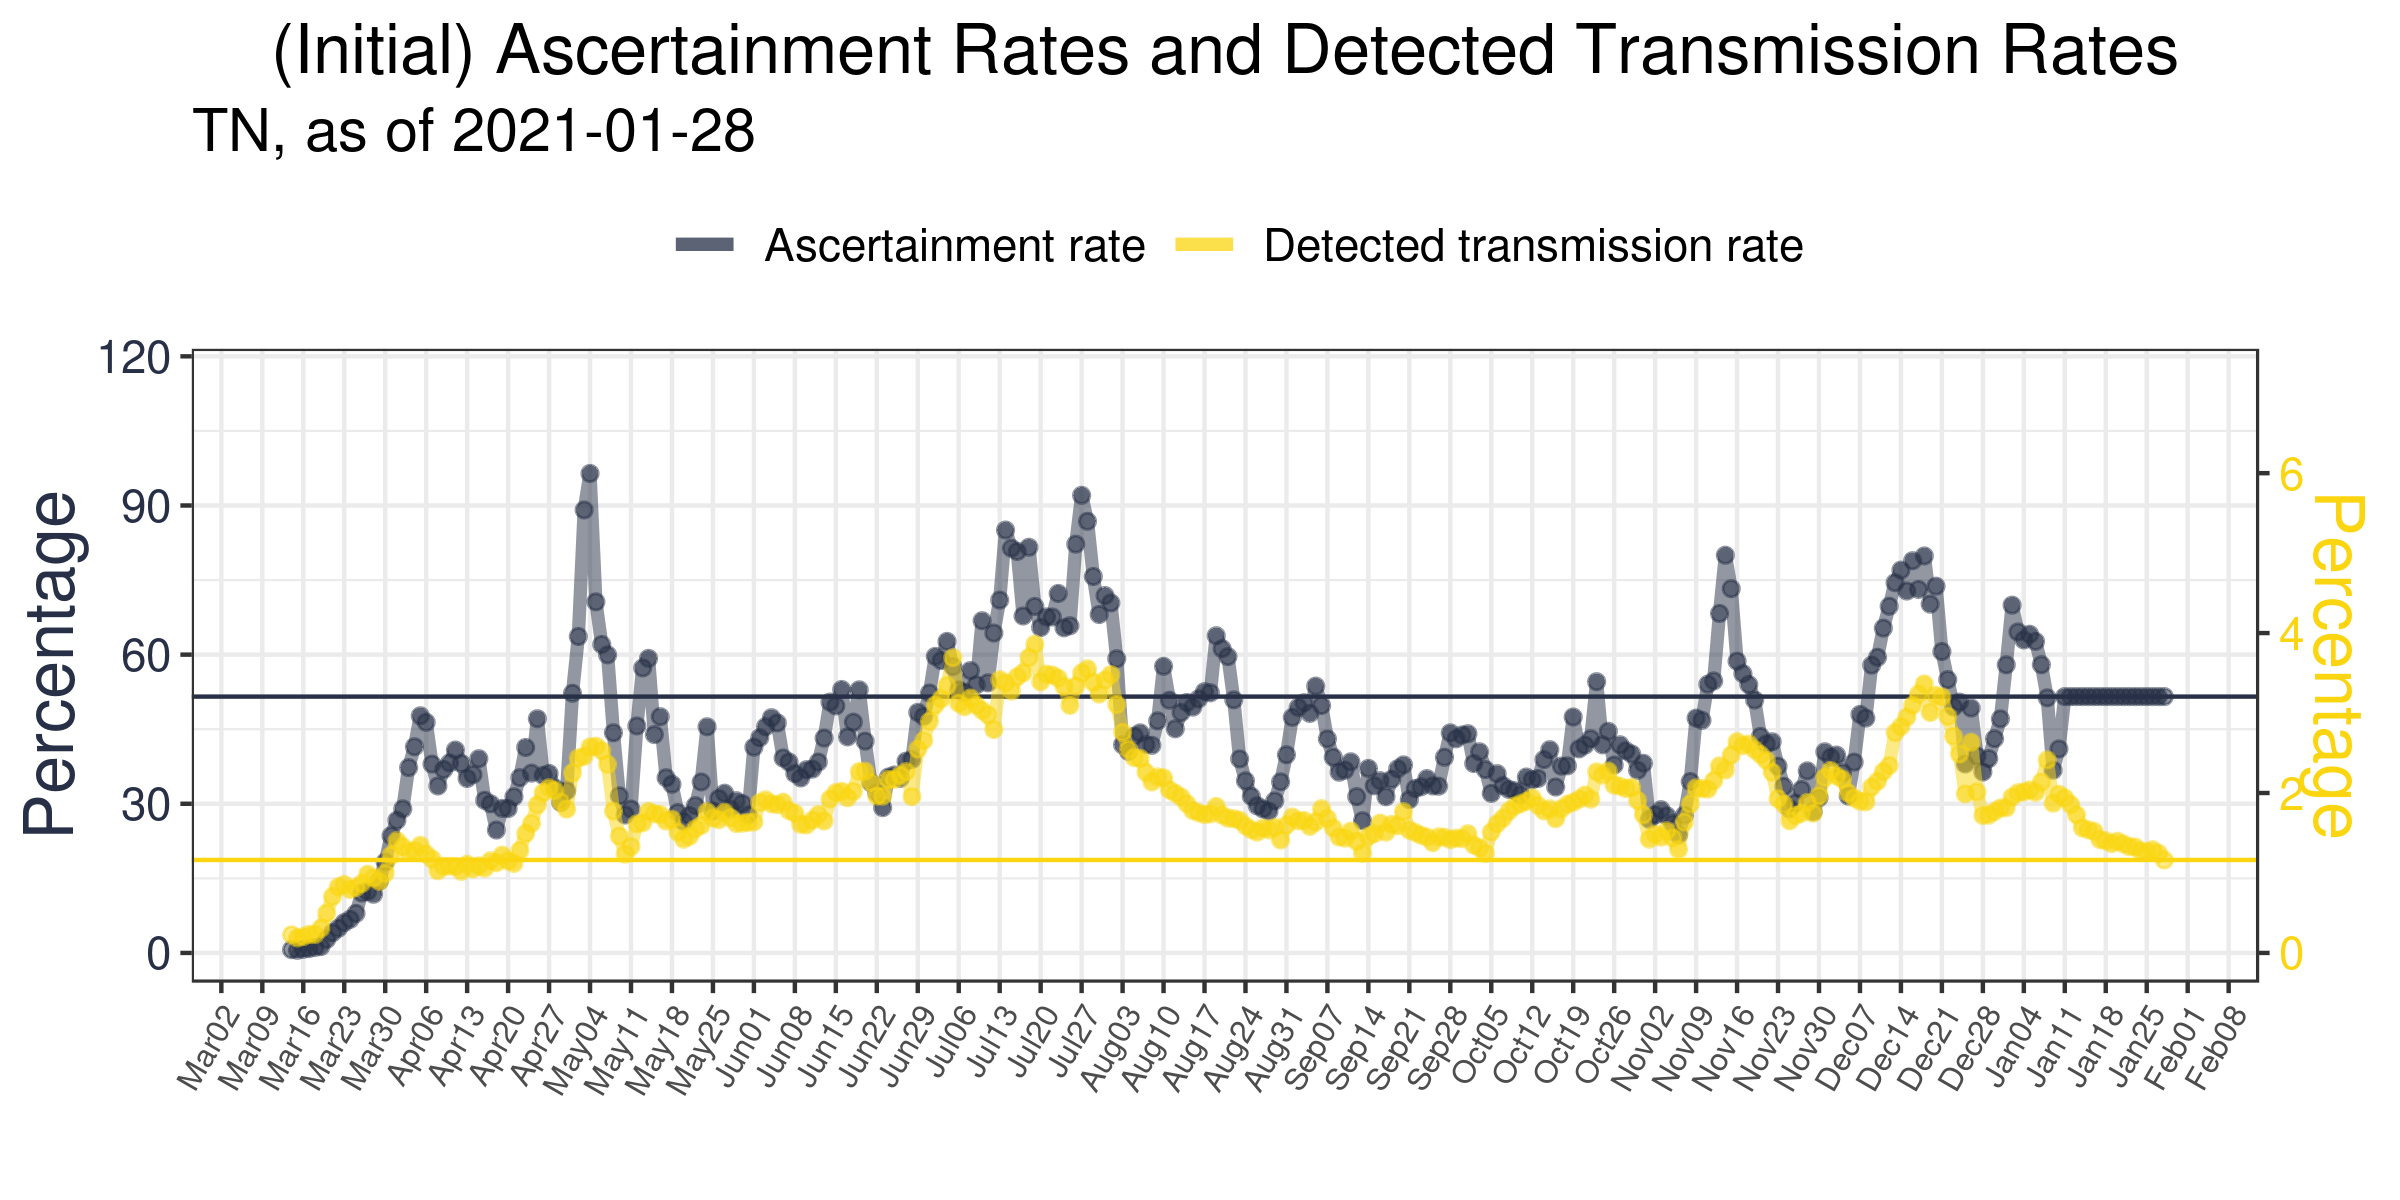 (Initial) Ascertainment Rates and Detected Transmission Rates
TN, as of 2021-01-28
Ascertainment rate
Detected transmission rate
120
90
60
30
0
Percentage
6
4
2
0
Percentage
Mar02
Mar09
Mar16
Mar23
Mar30
Apr06
Apr13
Apr20
Apr27
May04
May11
May18
May25
Jun01
Jun08
Jun15
Jun22
Jun29
Jul06
Jul13
Jul20
Jul27
Aug03
Aug10
Aug17
Aug24
Aug31
Sep07
Sep14
Sep21
Sep28
Oct05
Oct12
Oct19
Oct26
Nov02
Nov09
Nov16
Nov23
Nov30
Dec07
Dec14
Dec21
Dec28
Jan04
Jan11
Jan18
Jan25
Feb01
Feb08